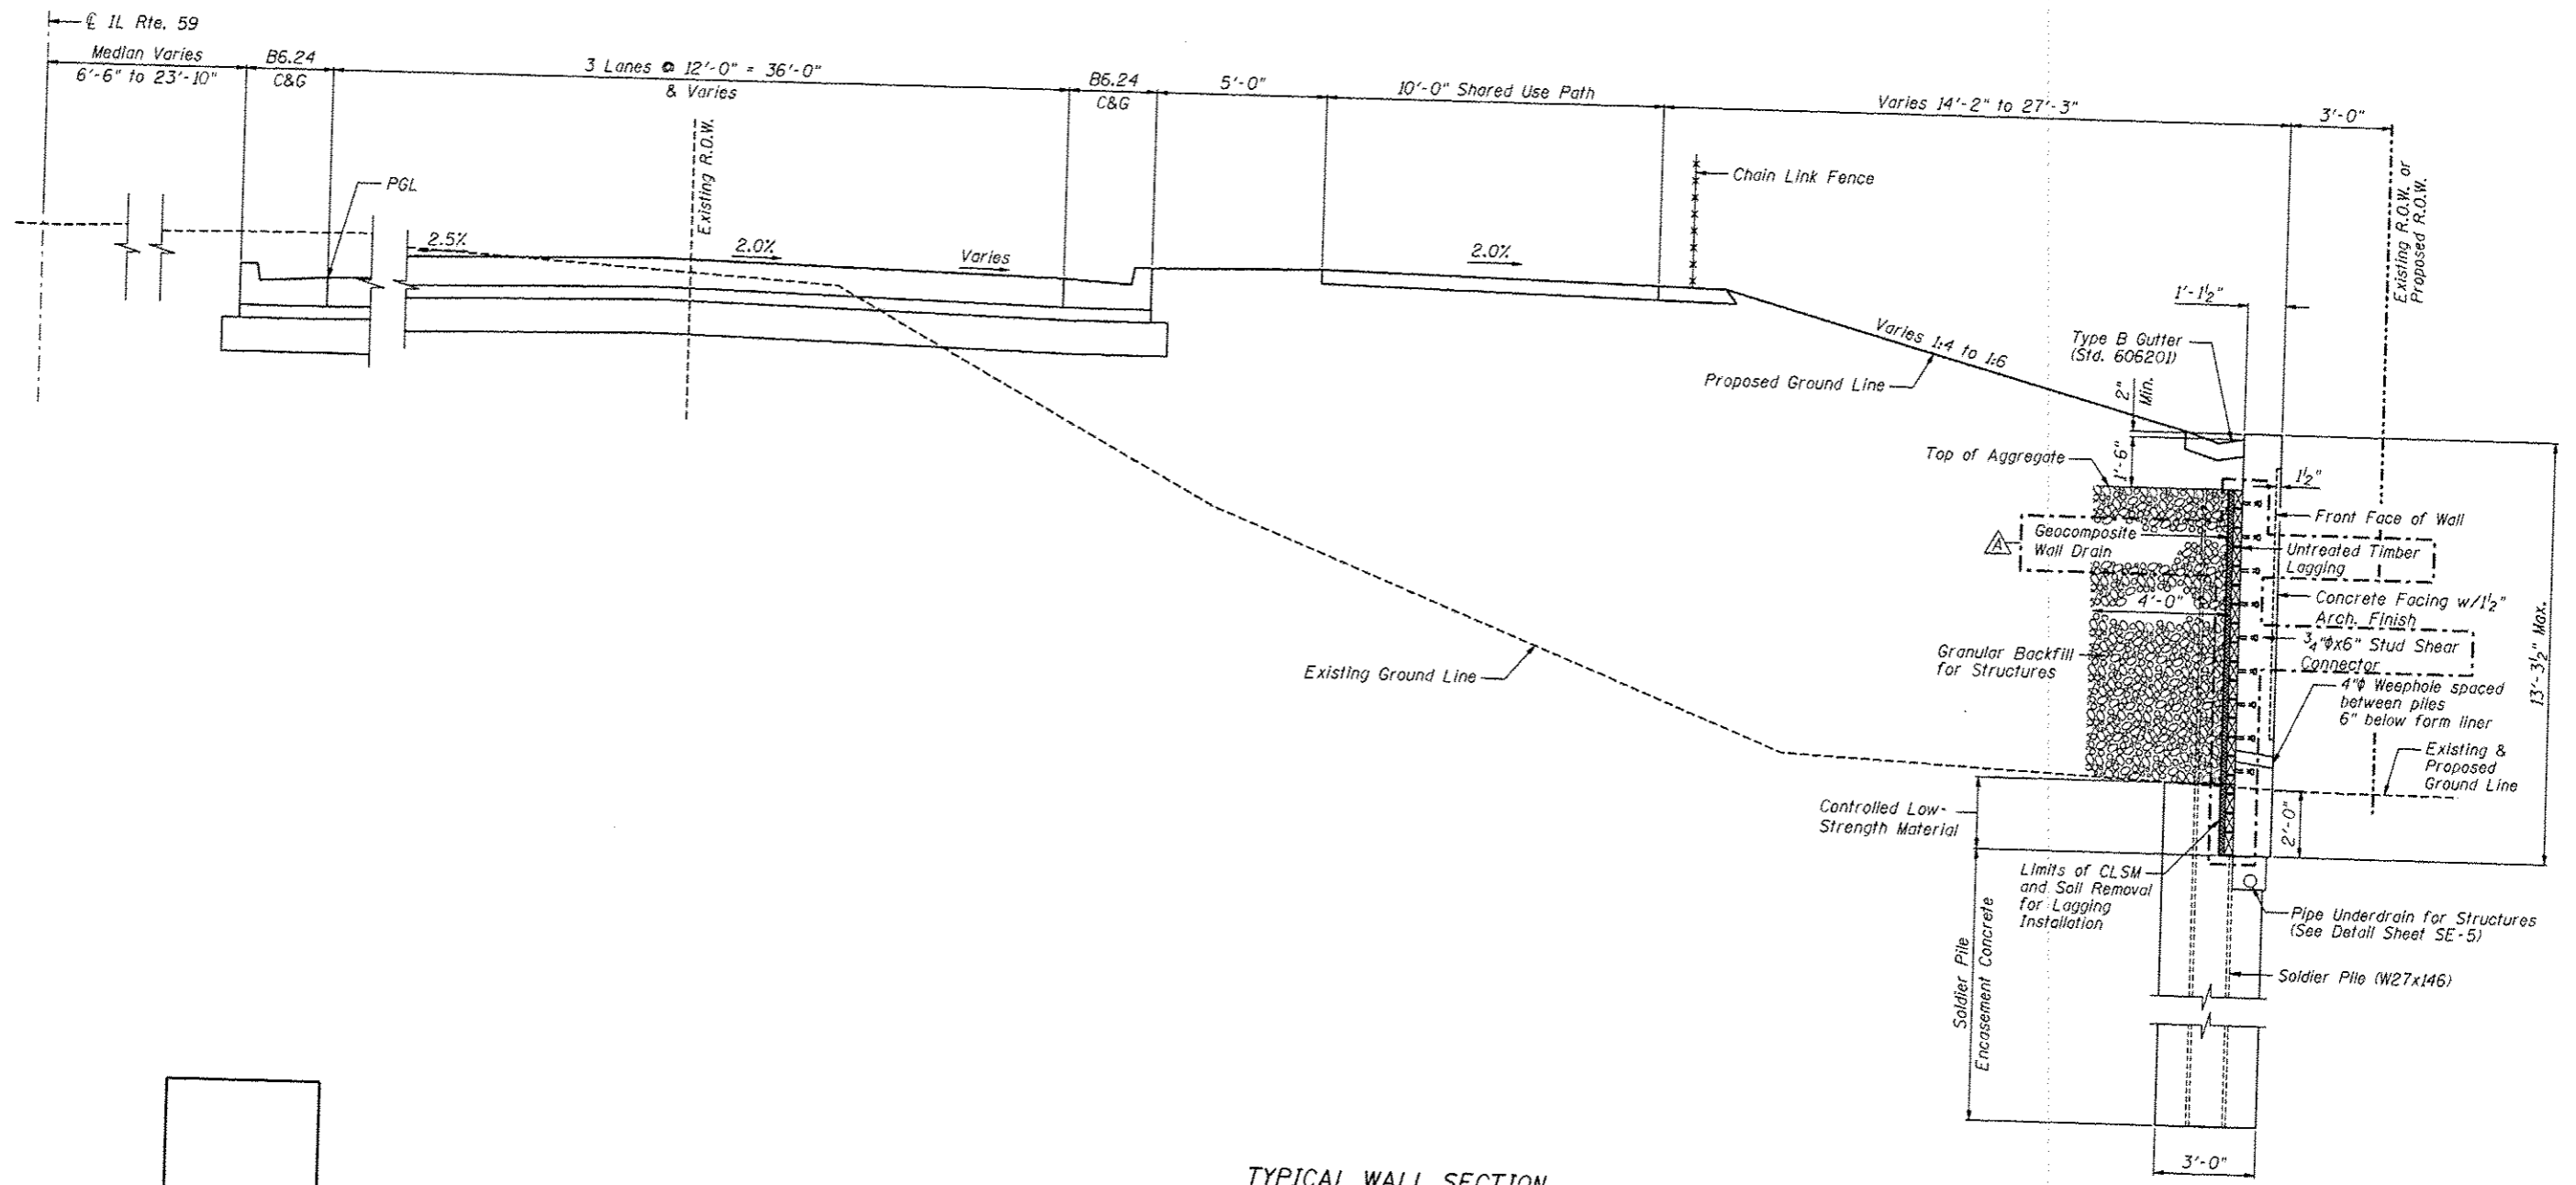 ℄ IL Rte. 59
Median Varies
6'-6" to 23'-10"
B6.24
C&G
3 Lanes @ 12'-0" = 36'-0"
& Varies
B6.24
C&G
5'-0"
10'-0" Shared Use Path
Varies 14'-2" to 27'-3"
3'-0"
PGL
Existing R.O.W.
Chain Link Fence
Existing R.O.W. or
Proposed R.O.W.
2.5%
2.0%
Varies
2.0%
1'-1½"
Varies 1:4 to 1:6
Type B Gutter
(Std. 606201)
Proposed Ground Line
2"
Min.
Top of Aggregate
1'-6"
1½"
Front Face of Wall
A
Geocomposite
Wall Drain
Untreated Timber
Lagging
4'-0"
Concrete Facing w/1½"
Arch. Finish
¾"φx6" Stud Shear
Connector
13'-3½" Max.
Existing Ground Line
Granular Backfill
for Structures
4"φ Weephole spaced
between piles
6" below form liner
Existing &
Proposed
Ground Line
Controlled Low-
Strength Material
2'-0"
Limits of CLSM
and Soil Removal
for Lagging
Installation
Pipe Underdrain for Structures
(See Detail Sheet SE-5)
Soldier Pile
Encasement Concrete
Soldier Pile (W27x146)
3'-0"
TYPICAL WALL SECTION